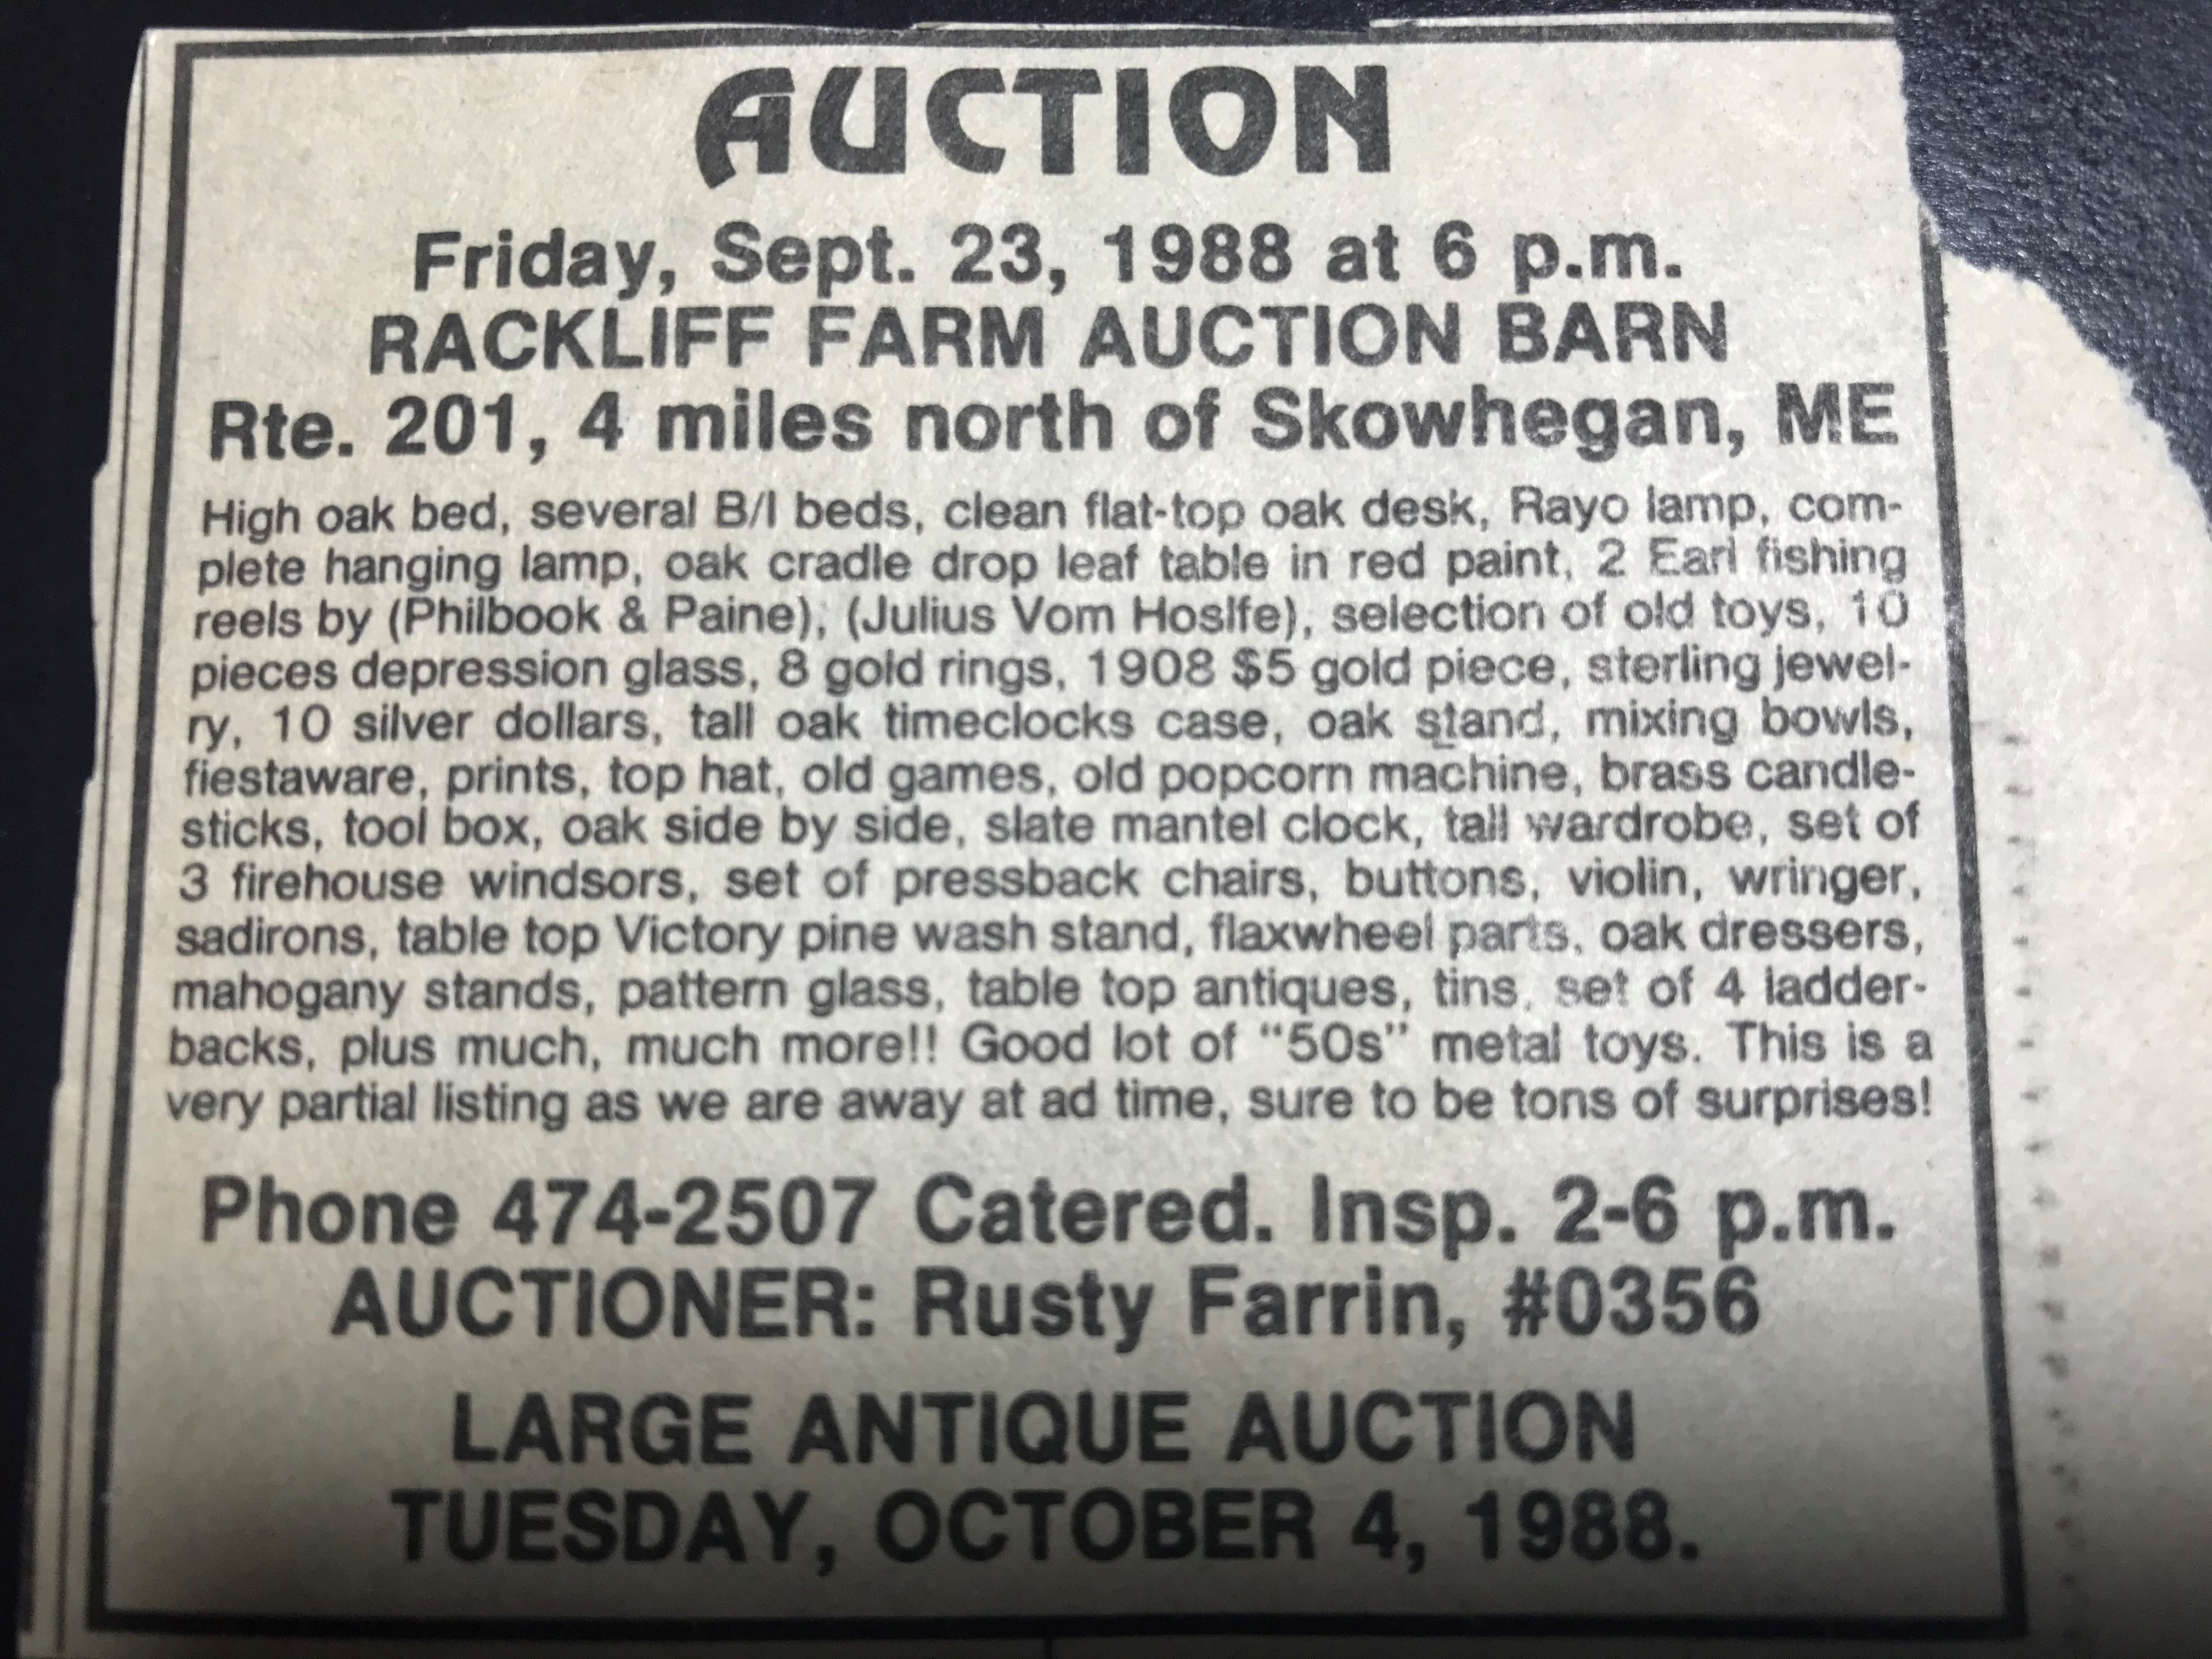 AUCTION
Friday, Sept. 23, 1988 at 6 p.m.
RACKLIFF FARM AUCTION BARN
Rte. 201, 4 miles north of Skowhegan, ME
High oak bed, several B/I beds, clean flat-top oak desk, Rayo lamp, com-
plete hanging lamp, oak cradle drop leaf table in red paint, 2 Earl fishing
reels by (Philbook & Paine), (Julius Vom Hoslfe), selection of old toys, 10
pieces depression glass, 8 gold rings, 1908 $5 gold piece, sterling jewel-
ry, 10 silver dollars, tall oak timeclocks case, oak stand, mixing bowls,
fiestaware, prints, top hat, old games, old popcorn machine, brass candle-
sticks, tool box, oak side by side, slate mantel clock, tall wardrobe, set of
3 firehouse windsors, set of pressback chairs, buttons, violin, wringer,
sadirons, table top Victory pine wash stand, flaxwheel parts, oak dressers,
mahogany stands, pattern glass, table top antiques, tins, set of 4 ladder-
backs, plus much, much more!! Good lot of "50s" metal toys. This is a
very partial listing as we are away at ad time, sure to be tons of surprises!
Phone 474-2507 Catered. Insp. 2-6 p.m.
AUCTIONER: Rusty Farrin, #0356
LARGE ANTIQUE AUCTION
TUESDAY, OCTOBER 4, 1988.